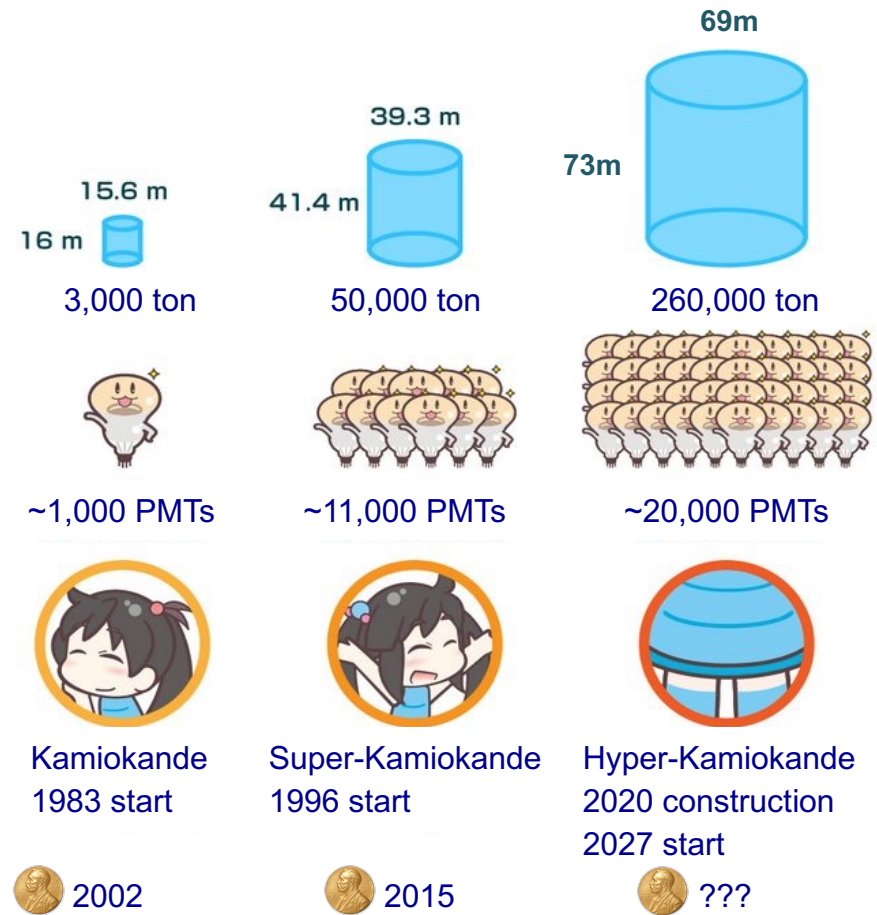 69m
39.3 m
73m
15.6 m
41.4 m
16 m
3,000 ton
50,000 ton
260,000 ton
~1,000 PMTs
~11,000 PMTs
~20,000 PMTs
Kamiokande
1983 start
Super-Kamiokande
1996 start
Hyper-Kamiokande
2020 construction
2027 start
2002
2015
???